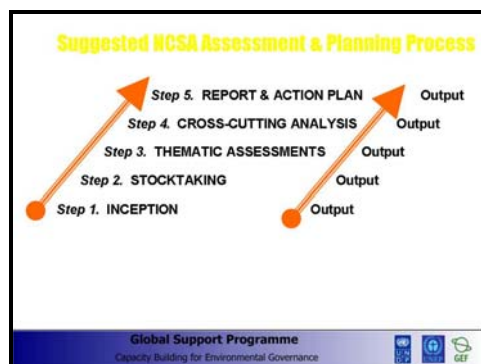 Suggested NCSA Assessment & Planning Process
Step 5. REPORT & ACTION PLAN Output
Step 4. CROSS-CUTTING ANALYSIS Output
Step 3. THEMATIC ASSESSMENTS Output
Step 2. STOCKTAKING Output
Step 1. INCEPTION Output
Global Support Programme
Capacity Building for Environmental Governance
GEF